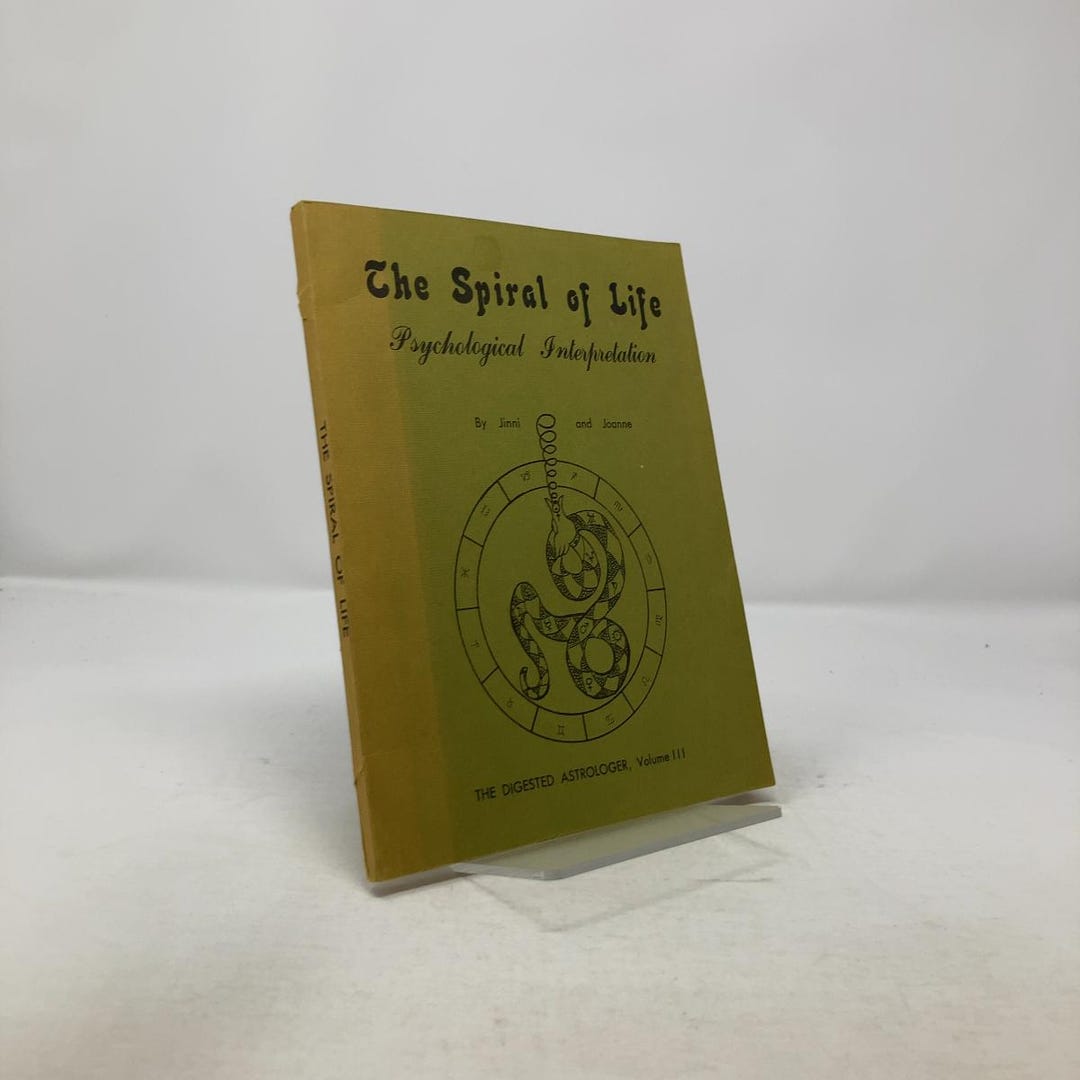 The Spiral of Life
Psychological Interpretation
By Jinni and Joanne
THE DIGESTED ASTROLOGER, Volume III
THE SPIRAL OF LIFE